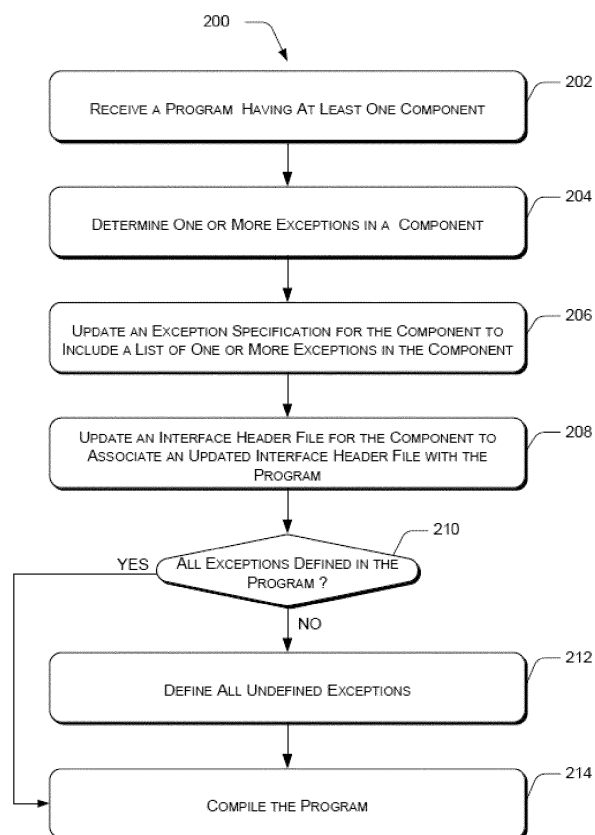 200
RECEIVE A PROGRAM HAVING AT LEAST ONE COMPONENT
202
DETERMINE ONE OR MORE EXCEPTIONS IN A COMPONENT
204
UPDATE AN EXCEPTION SPECIFICATION FOR THE COMPONENT TO
INCLUDE A LIST OF ONE OR MORE EXCEPTIONS IN THE COMPONENT
206
UPDATE AN INTERFACE HEADER FILE FOR THE COMPONENT TO
ASSOCIATE AN UPDATED INTERFACE HEADER FILE WITH THE
PROGRAM
208
210
YES
ALL EXCEPTIONS DEFINED IN THE
PROGRAM ?
NO
DEFINE ALL UNDEFINED EXCEPTIONS
212
COMPILE THE PROGRAM
214